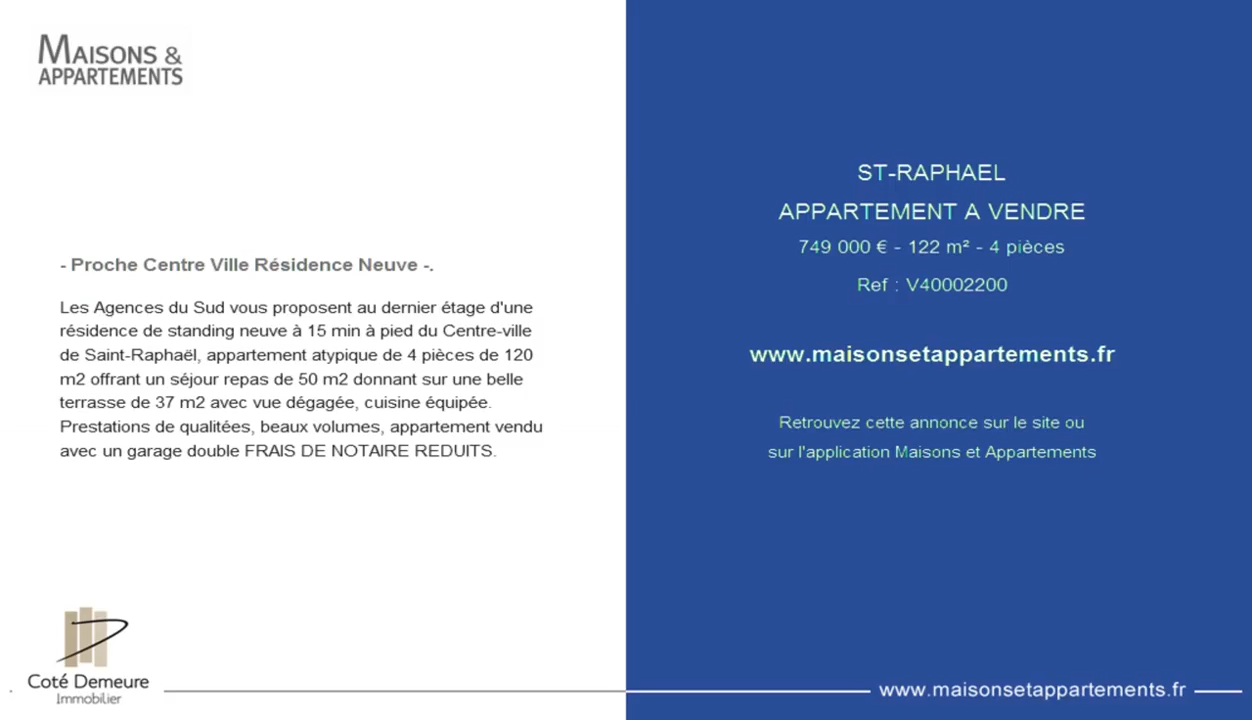 MAISONS &
APPARTEMENTS
- Proche Centre Ville Résidence Neuve -.
Les Agences du Sud vous proposent au dernier étage d'une
résidence de standing neuve à 15 min à pied du Centre-ville
de Saint-Raphaël, appartement atypique de 4 pièces de 120
m2 offrant un séjour repas de 50 m2 donnant sur une belle
terrasse de 37 m2 avec vue dégagée, cuisine équipée.
Prestations de qualitées, beaux volumes, appartement vendu
avec un garage double FRAIS DE NOTAIRE REDUITS.
Coté Demeure
Immobilier
ST-RAPHAEL
APPARTEMENT A VENDRE
749 000 € - 122 m² - 4 pièces
Ref : V40002200
www.maisonsetappartements.fr
Retrouvez cette annonce sur le site ou
sur l'application Maisons et Appartements
www.maisonsetappartements.fr